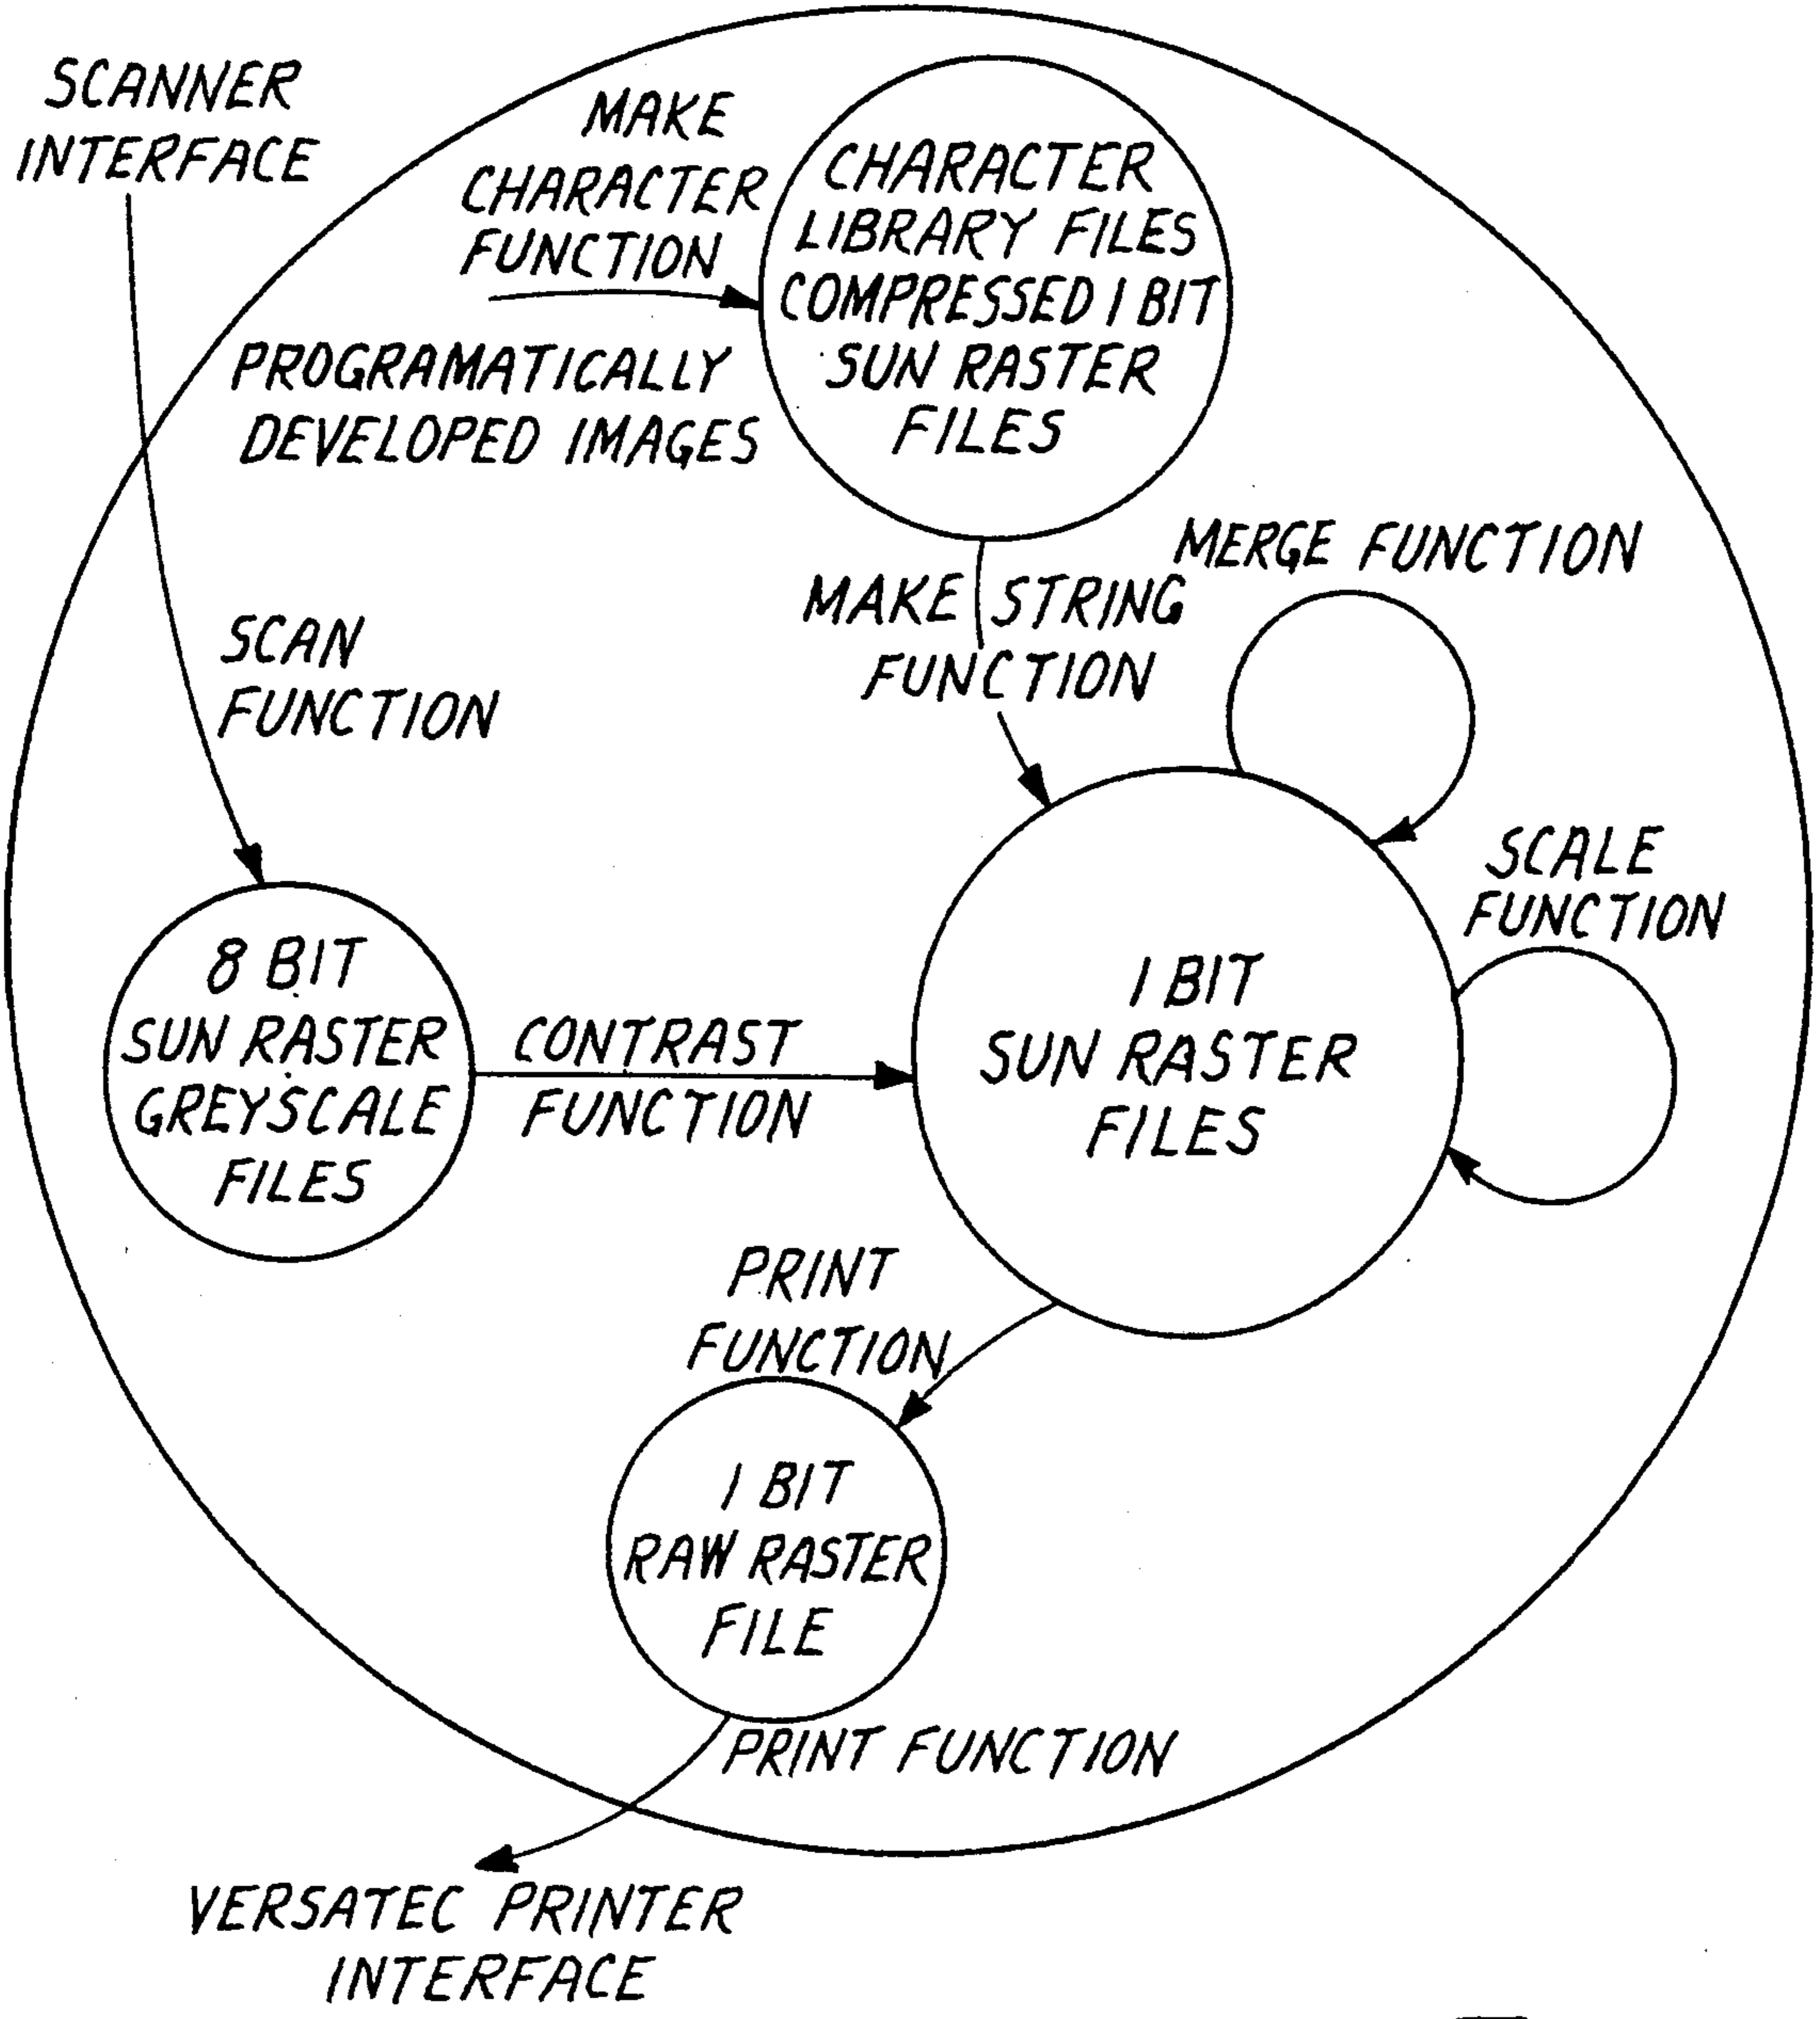 SCANNER
INTERFACE
MAKE
CHARACTER
FUNCTION
PROGRAMATICALLY
DEVELOPED IMAGES
CHARACTER
LIBRARY FILES
COMPRESSED 1 BIT
SUN RASTER
FILES
MERGE FUNCTION
MAKE STRING
FUNCTION
SCAN
FUNCTION
SCALE
FUNCTION
8 BIT
SUN RASTER
GREYSCALE
FILES
CONTRAST
FUNCTION
1 BIT
SUN RASTER
FILES
PRINT
FUNCTION
1 BIT
RAW RASTER
FILE
PRINT FUNCTION
VERSATEC PRINTER
INTERFACE